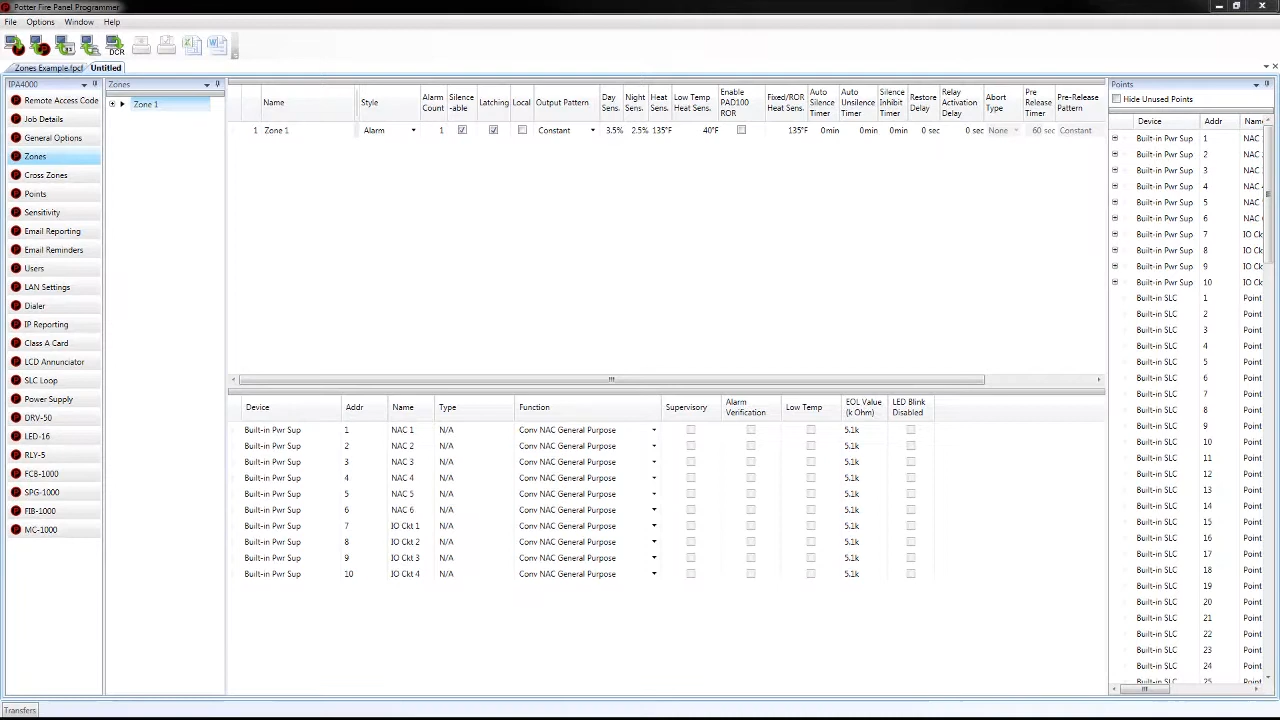 Potter Fire Panel Programmer
File Options Window Help
DCR
Zones Example.fpcf Untitled
IPA4000
Remote Access Code
Job Details
General Options
Zones
Cross Zones
Points
Sensitivity
Email Reporting
Email Reminders
Users
LAN Settings
Dialer
IP Reporting
Class A Card
LCD Annunciator
SLC Loop
Power Supply
DRV-50
LED-16
RLY-5
FCB-1000
SPG-1000
FIB-1000
MC-1000
Zones
Zone 1
Name Style Alarm Count Silence -able Latching Local Output Pattern Day Sens. Night Sens. Heat Sens. Low Temp Heat Sens. Enable PAD100 ROR Fixed/ROR Heat Sens. Auto Silence Timer Auto Unsilence Timer Silence Inhibit Timer Restore Delay Relay Activation Delay Abort Type Pre Release Timer Pre-Release Pattern
1 Zone 1 Alarm 1 Constant 3.5% 2.5% 135°F 40°F 135°F 0min 0min 0min 0 sec 0 sec None 60 sec Constant
Device Addr Name Type Function Supervisory Alarm Verification Low Temp EOL Value (k Ohm) LED Blink Disabled
Built-in Pwr Sup 1 NAC 1 N/A Conv NAC General Purpose 5.1k
Built-in Pwr Sup 2 NAC 2 N/A Conv NAC General Purpose 5.1k
Built-in Pwr Sup 3 NAC 3 N/A Conv NAC General Purpose 5.1k
Built-in Pwr Sup 4 NAC 4 N/A Conv NAC General Purpose 5.1k
Built-in Pwr Sup 5 NAC 5 N/A Conv NAC General Purpose 5.1k
Built-in Pwr Sup 6 NAC 6 N/A Conv NAC General Purpose 5.1k
Built-in Pwr Sup 7 IO Ckt 1 N/A Conv NAC General Purpose 5.1k
Built-in Pwr Sup 8 IO Ckt 2 N/A Conv NAC General Purpose 5.1k
Built-in Pwr Sup 9 IO Ckt 3 N/A Conv NAC General Purpose 5.1k
Built-in Pwr Sup 10 IO Ckt 4 N/A Conv NAC General Purpose 5.1k
Points
Hide Unused Points
Device Addr Name
Built-in Pwr Sup 1 NAC
Built-in Pwr Sup 2 NAC
Built-in Pwr Sup 3 NAC
Built-in Pwr Sup 4 NAC
Built-in Pwr Sup 5 NAC
Built-in Pwr Sup 6 NAC
Built-in Pwr Sup 7 IO Ck
Built-in Pwr Sup 8 IO Ck
Built-in Pwr Sup 9 IO Ck
Built-in Pwr Sup 10 IO Ck
Built-in SLC 1 Point
Built-in SLC 2 Point
Built-in SLC 3 Point
Built-in SLC 4 Point
Built-in SLC 5 Point
Built-in SLC 6 Point
Built-in SLC 7 Point
Built-in SLC 8 Point
Built-in SLC 9 Point
Built-in SLC 10 Point
Built-in SLC 11 Point
Built-in SLC 12 Point
Built-in SLC 13 Point
Built-in SLC 14 Point
Built-in SLC 15 Point
Built-in SLC 16 Point
Built-in SLC 17 Point
Built-in SLC 18 Point
Built-in SLC 19 Point
Built-in SLC 20 Point
Built-in SLC 21 Point
Built-in SLC 22 Point
Built-in SLC 23 Point
Built-in SLC 24 Point
Built-in SLC 25 Point
Transfers